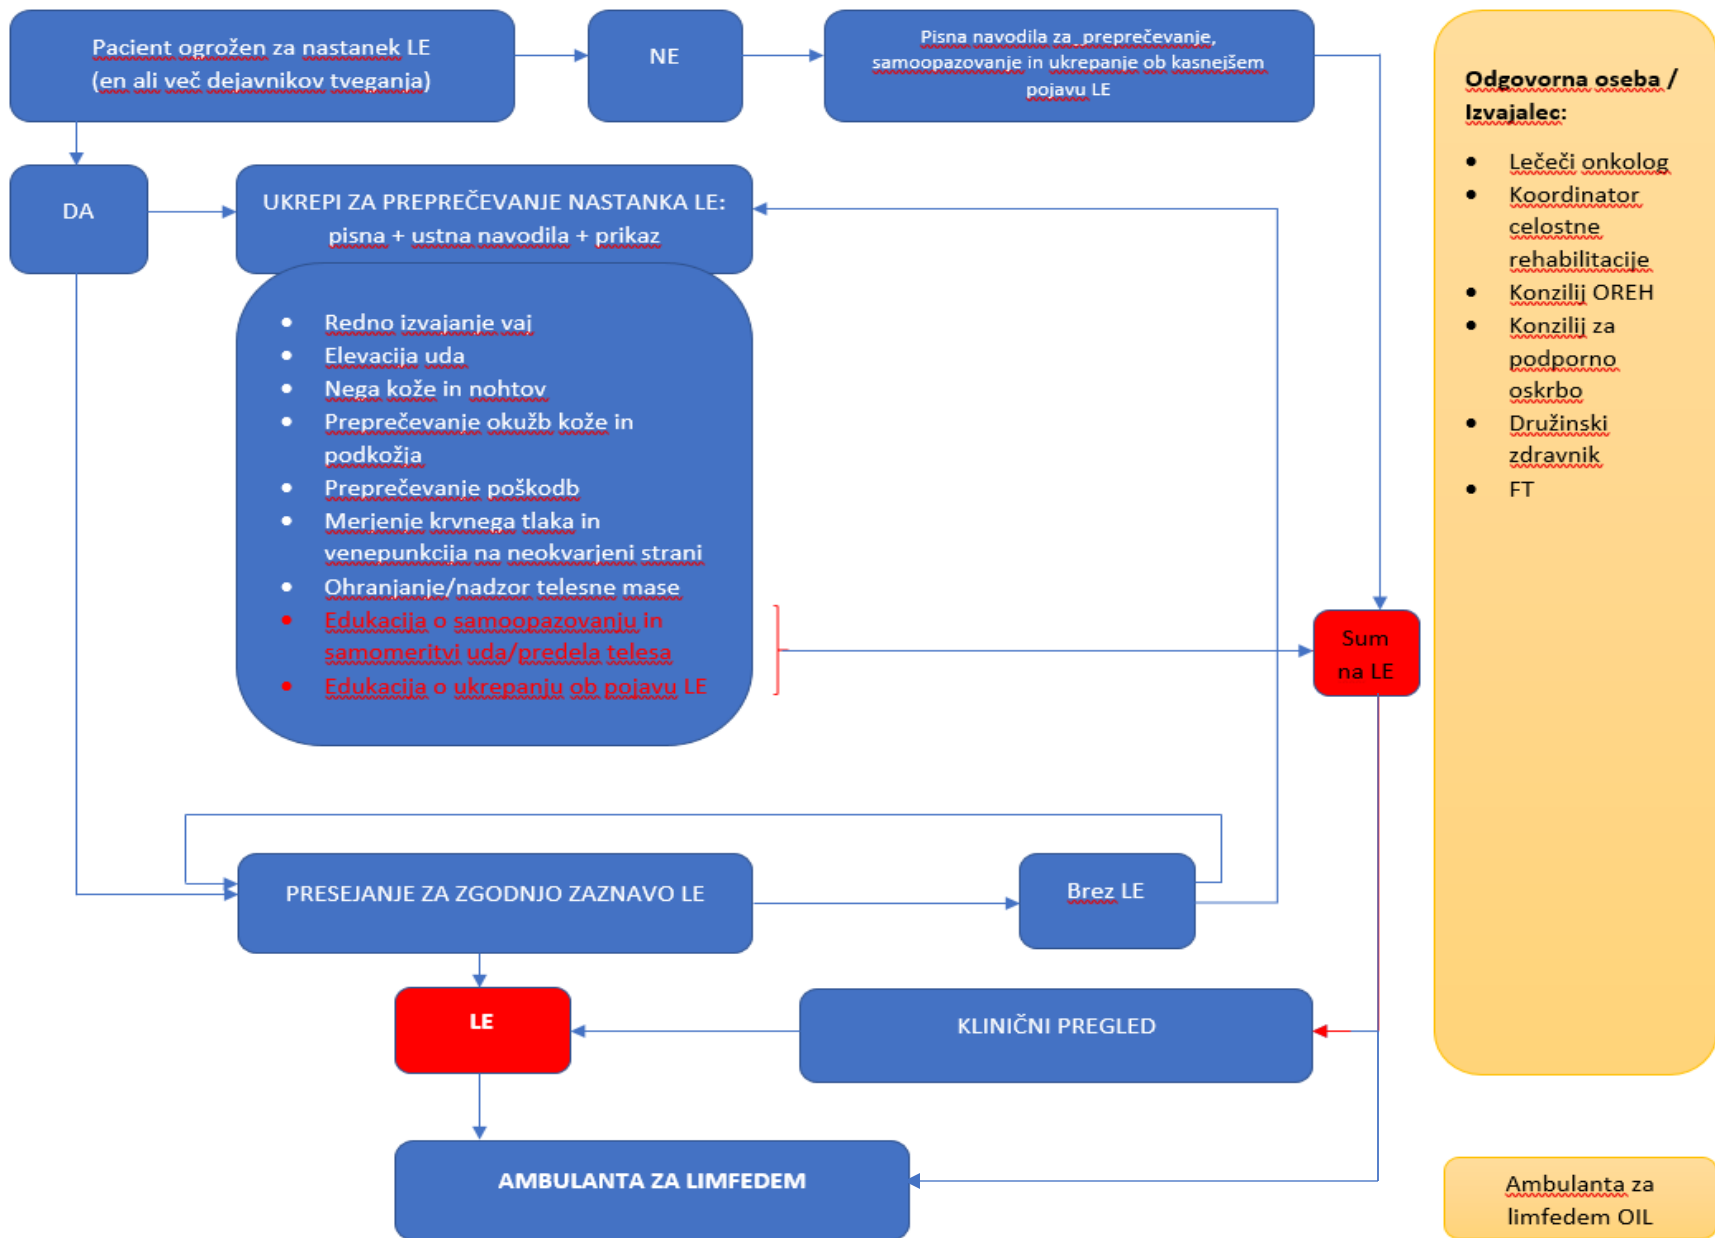 Pacient ogrožen za nastanek LE
(en ali več dejavnikov tveganja)
NE
Pisna navodila za preprečevanje,
samoopazovanje in ukrepanje ob kasnejšem
pojavu LE
DA
UKREPI ZA PREPREČEVANJE NASTANKA LE:
pisna + ustna navodila + prikaz
• Redno izvajanje vaj
• Elevacija uda
• Nega kože in nohtov
• Preprečevanje okužb kože in
podkožja
• Preprečevanje poškodb
• Merjenje krvnega tlaka in
venepunkcija na neokvarjeni strani
• Ohranjanje/nadzor telesne mase
• Edukacija o samoopazovanju in
samomeritvi uda/predela telesa
• Edukacija o ukrepanju ob pojavu LE
Sum
na LE
PRESEJANJE ZA ZGODNJO ZAZNAVO LE
Brez LE
LE
KLINIČNI PREGLED
AMBULANTA ZA LIMFEDEM
Odgovorna oseba /
Izvajalec:
• Lečeči onkolog
• Koordinator
celostne
rehabilitacije
• Konzilij OREH
• Konzilij za
podporno
oskrbo
• Družinski
zdravnik
• FT
Ambulanta za
limfedem OIL